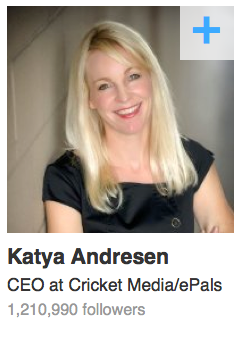 Katya Andresen
CEO at Cricket Media/ePals
1,210,990 followers